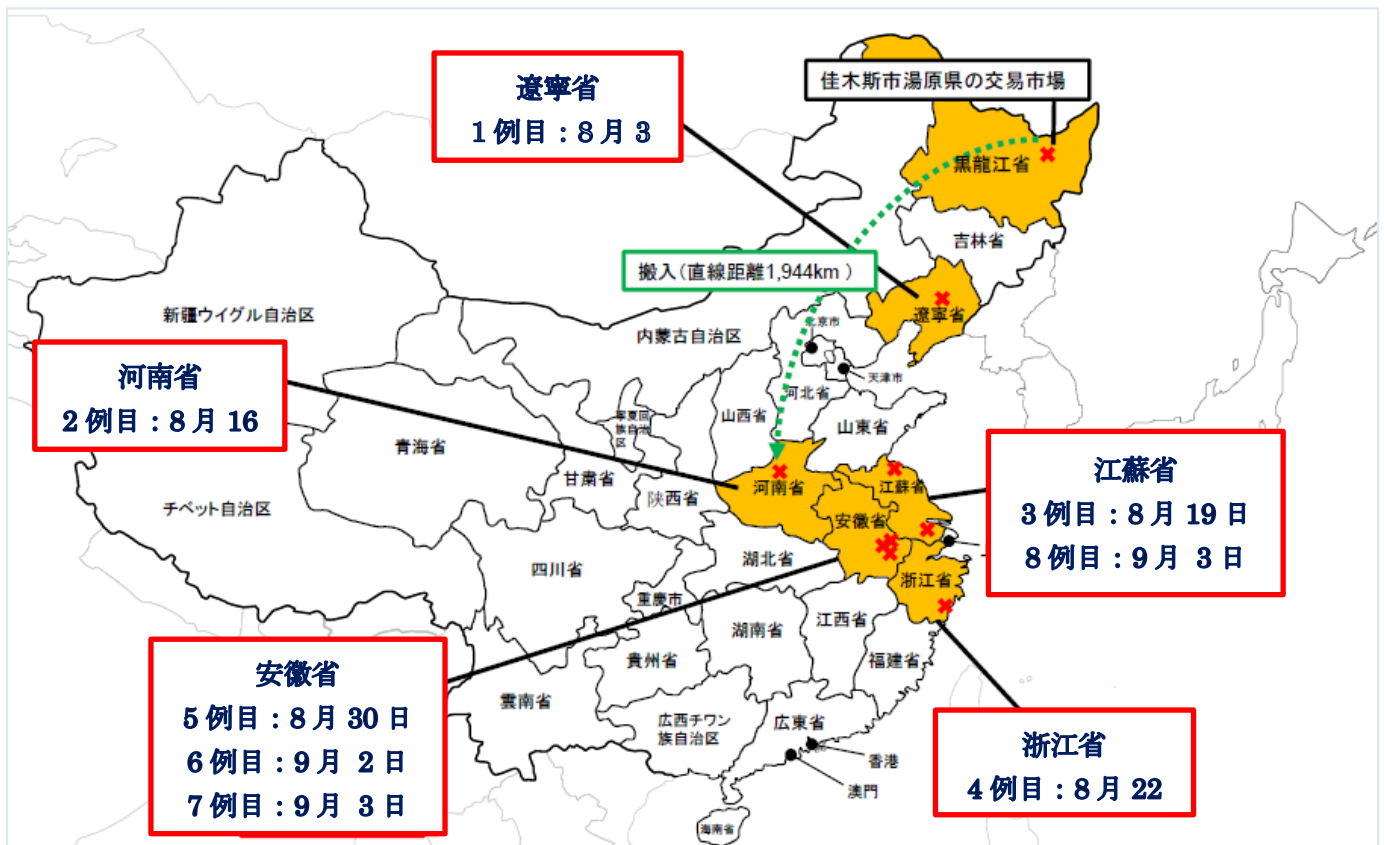 遼寧省
1例目：8月3
佳木斯市湯原県の交易市場
黒龍江省
吉林省
搬入（直線距離1,944km ）
遼寧省
新疆ウイグル自治区
内蒙古自治区
北京市
天津市
河北省
河南省
2例目：8月16
山西省
山東省
寧夏回
族自治
区
青海省
甘粛省
陕西省
河南省
江蘇省
安徽省
江蘇省
3例目：8月 19日
8例目：9月 3日
チベット自治区
四川省
湖北省
浙江省
重慶市
湖南省
江西省
福建省
貴州省
安徽省
5例目：8月30日
6例目：9月 2日
7例目：9月 3日
雲南省
広西チワン
族自治区
広東省
香港
澳門
海南省
浙江省
4例目：8月22